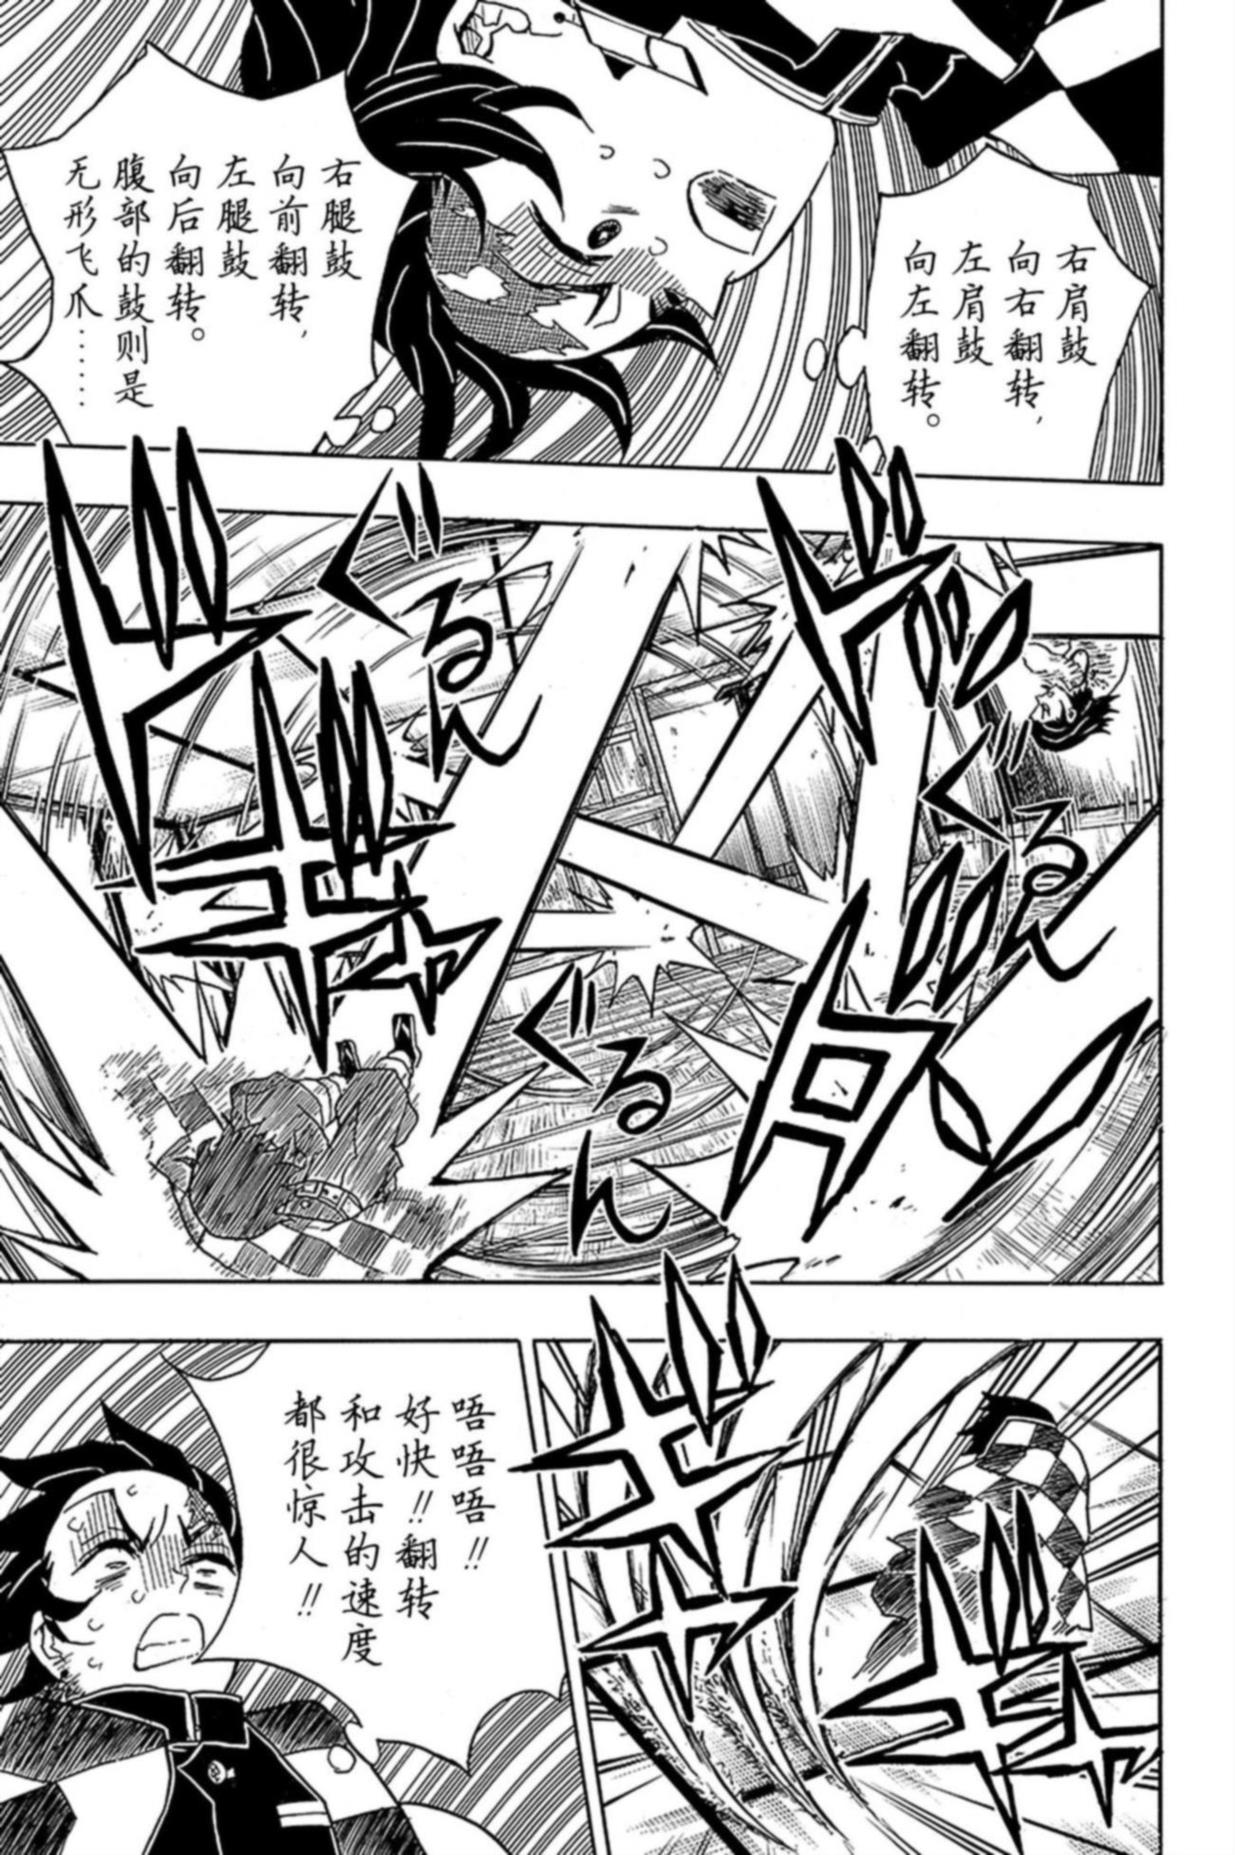 右肩鼓
向右翻转，
左肩鼓
向左翻转。
右腿鼓
向前翻转，
左腿鼓
向后翻转。
腹部的鼓则是
无形飞爪……
ぐるん
ぐるん
ぐるん
唔唔唔!!
好快!!翻转
和攻击的速度
都很惊人!!